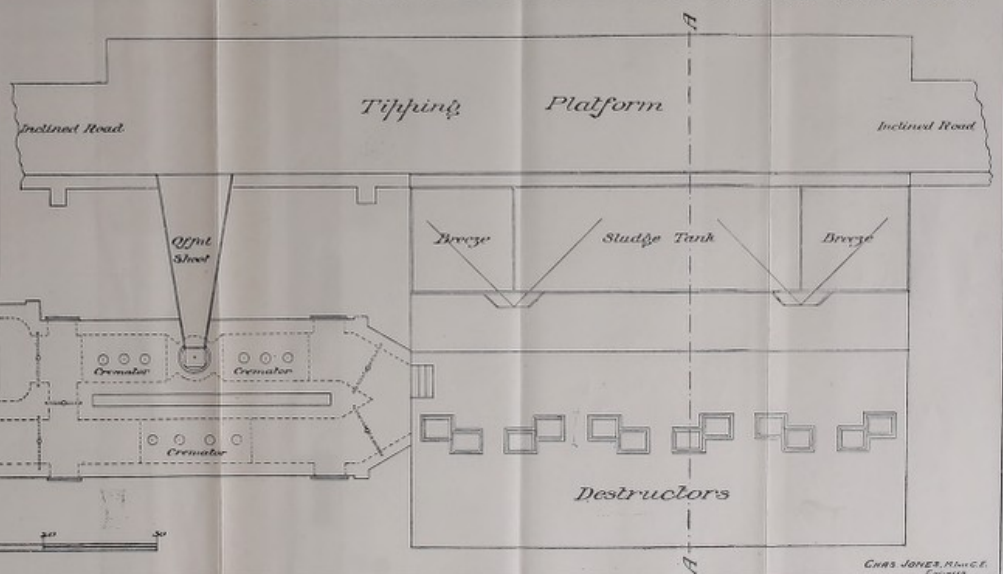 A
Tipping Platform
Inclined Road
Inclined Road
Offal
Shoot
Breeze
Sludge Tank
Breeze
Cremator
Cremator
Cremator
Destructors
20
30
A
CHAS JONES, M.Inst.C.E.